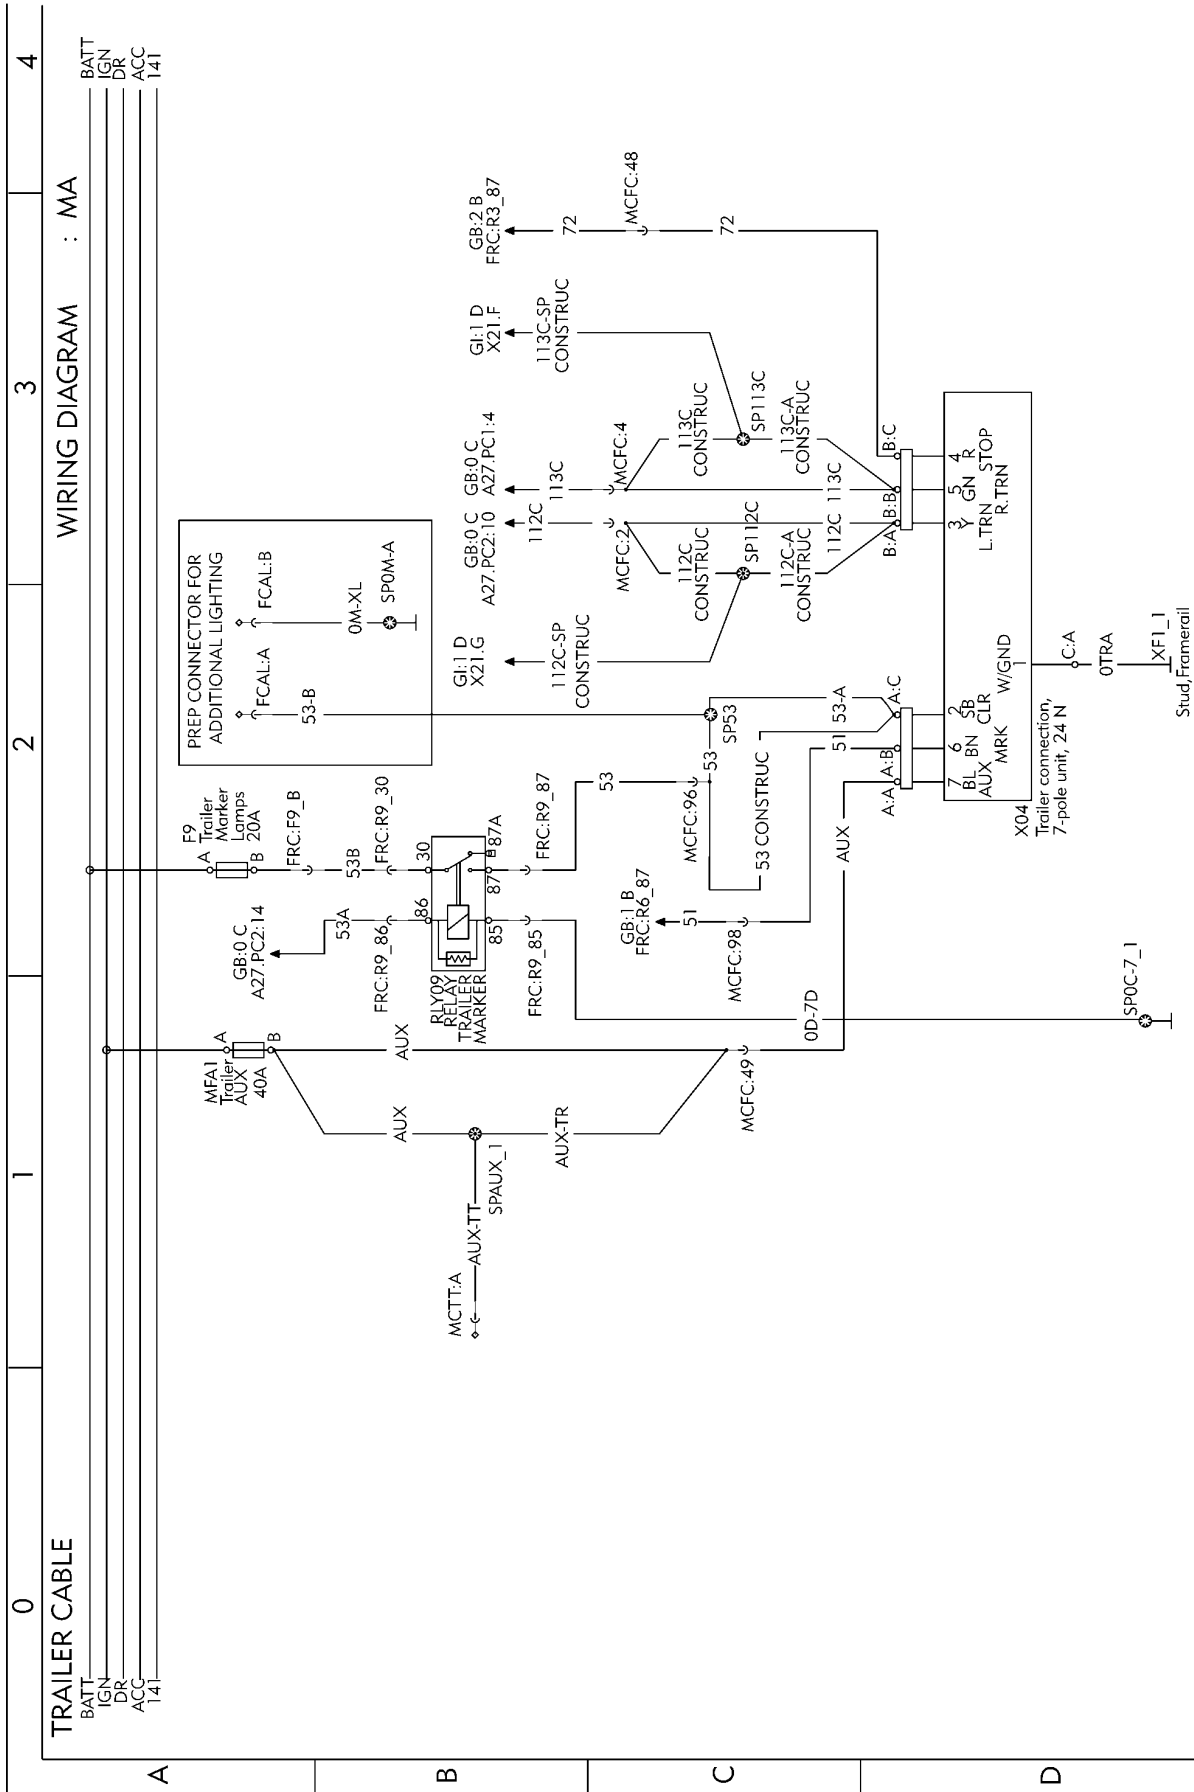 0
1
2
3
4
TRAILER CABLE
WIRING DIAGRAM : MA
BATT
IGN
DR
ACC
141
BATT
IGN
DR
ACC
141
A
B
C
D
MFA1
Trailer
AUX
40A
A
B
AUX
AUX
SPAUX_1
AUX-TR
AUX-TT
MCTT:A
MCFC:49
AUX
GB:0 C
A27.PC2:14
53A
FRC:R9_86
86
85
FRC:R9_85
RLY09
RELAY
TRAILER
MARKER
0D-7D
SP0C-7_1
F9
Trailer
Marker
Lamps
20A
A
B
FRC:F9_B
53B
FRC:R9_30
30
87
87A
FRC:R9_87
53
MCFC:96
53
SP53
53 CONSTRUC
53-A
GB:1 B
FRC:R6_87
51
MCFC:98
51
PREP CONNECTOR FOR
ADDITIONAL LIGHTING
FCAL:A
FCAL:B
53-B
0M-XL
SP0M-A
GI:1 D
X21.G
112C-SP
CONSTRUC
GB:0 C
A27.PC2:10
112C
MCFC:2
112C
CONSTRUC
SP112C
112C-A
CONSTRUC
112C
GB:0 C
A27.PC1:4
113C
MCFC:4
113C
CONSTRUC
SP113C
113C-A
CONSTRUC
113C
GI:1 D
X21.F
113C-SP
CONSTRUC
GB:2 B
FRC:R3_87
72
MCFC:48
72
A:A
A:B
A:C
B:A
B:B
B:C
7
6
2
3
5
4
BL
BN
SB
Y
GN
R
AUX
MRK
CLR
L.TRN
R.TRN
STOP
W/GND
1
X04
Trailer connection,
7-pole unit, 24 N
C:A
0TRA
XF1_1
Stud,Framerail